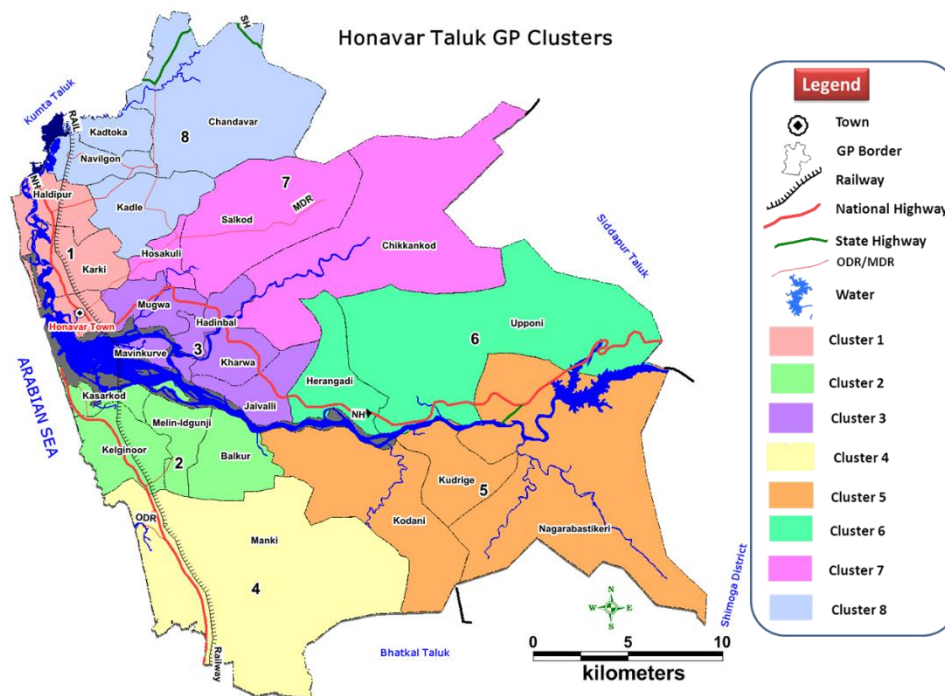 Honavar Taluk GP Clusters
SH
Kumta Taluk
RAIL
Kadtoka
8
Chandavar
Navilgon
NH
Haldipur
Kadle
7
Salkod
MDR
Siddapur Taluk
1
Karki
Hosakuli
Chikkankod
Mugwa
Honavar Town
Hadinbal
Upponi
6
Mavinkurve
3
Kharwa
Herangadi
ARABIAN SEA
Kasarkod
Jalvalli
NH
Melin-Idgunji
Kelginoor
2
Balkur
Kudrige
5
Kodani
Nagarabastikeri
ODR
Manki
4
Shimoga District
Railway
Bhatkal Taluk
N
W
E
S
0 5 10
kilometers
Legend
Town
GP Border
Railway
National Highway
State Highway
ODR/MDR
Water
Cluster 1
Cluster 2
Cluster 3
Cluster 4
Cluster 5
Cluster 6
Cluster 7
Cluster 8